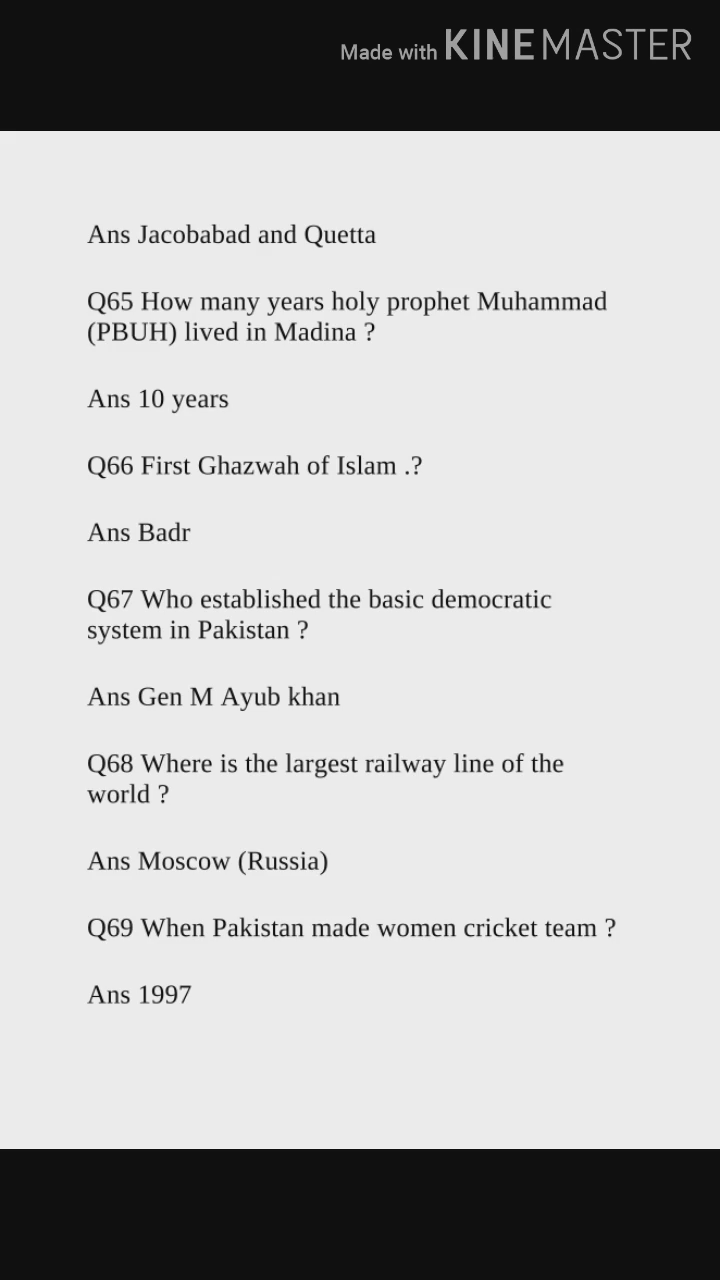 Made with KINEMASTER
Ans Jacobabad and Quetta
Q65 How many years holy prophet Muhammad
(PBUH) lived in Madina ?
Ans 10 years
Q66 First Ghazwah of Islam .?
Ans Badr
Q67 Who established the basic democratic
system in Pakistan ?
Ans Gen M Ayub khan
Q68 Where is the largest railway line of the
world ?
Ans Moscow (Russia)
Q69 When Pakistan made women cricket team ?
Ans 1997